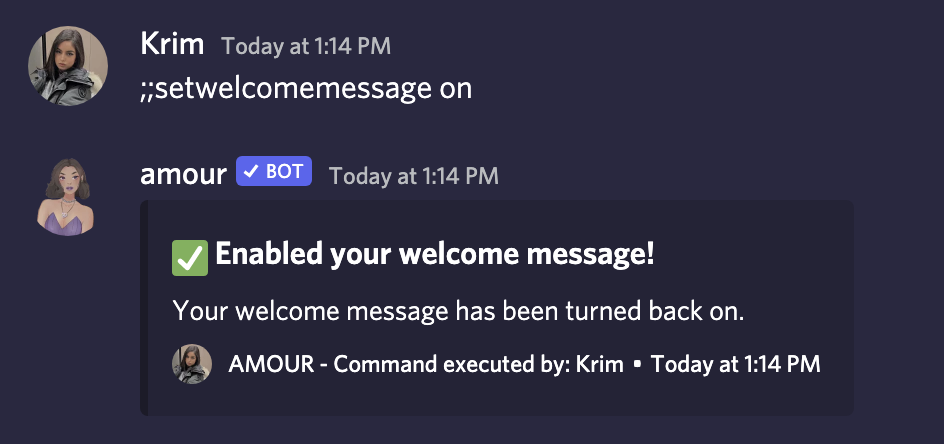 Krim Today at 1:14 PM
;;setwelcomemessage on
amour ✓ BOT Today at 1:14 PM
✅ Enabled your welcome message!
Your welcome message has been turned back on.
AMOUR - Command executed by: Krim • Today at 1:14 PM